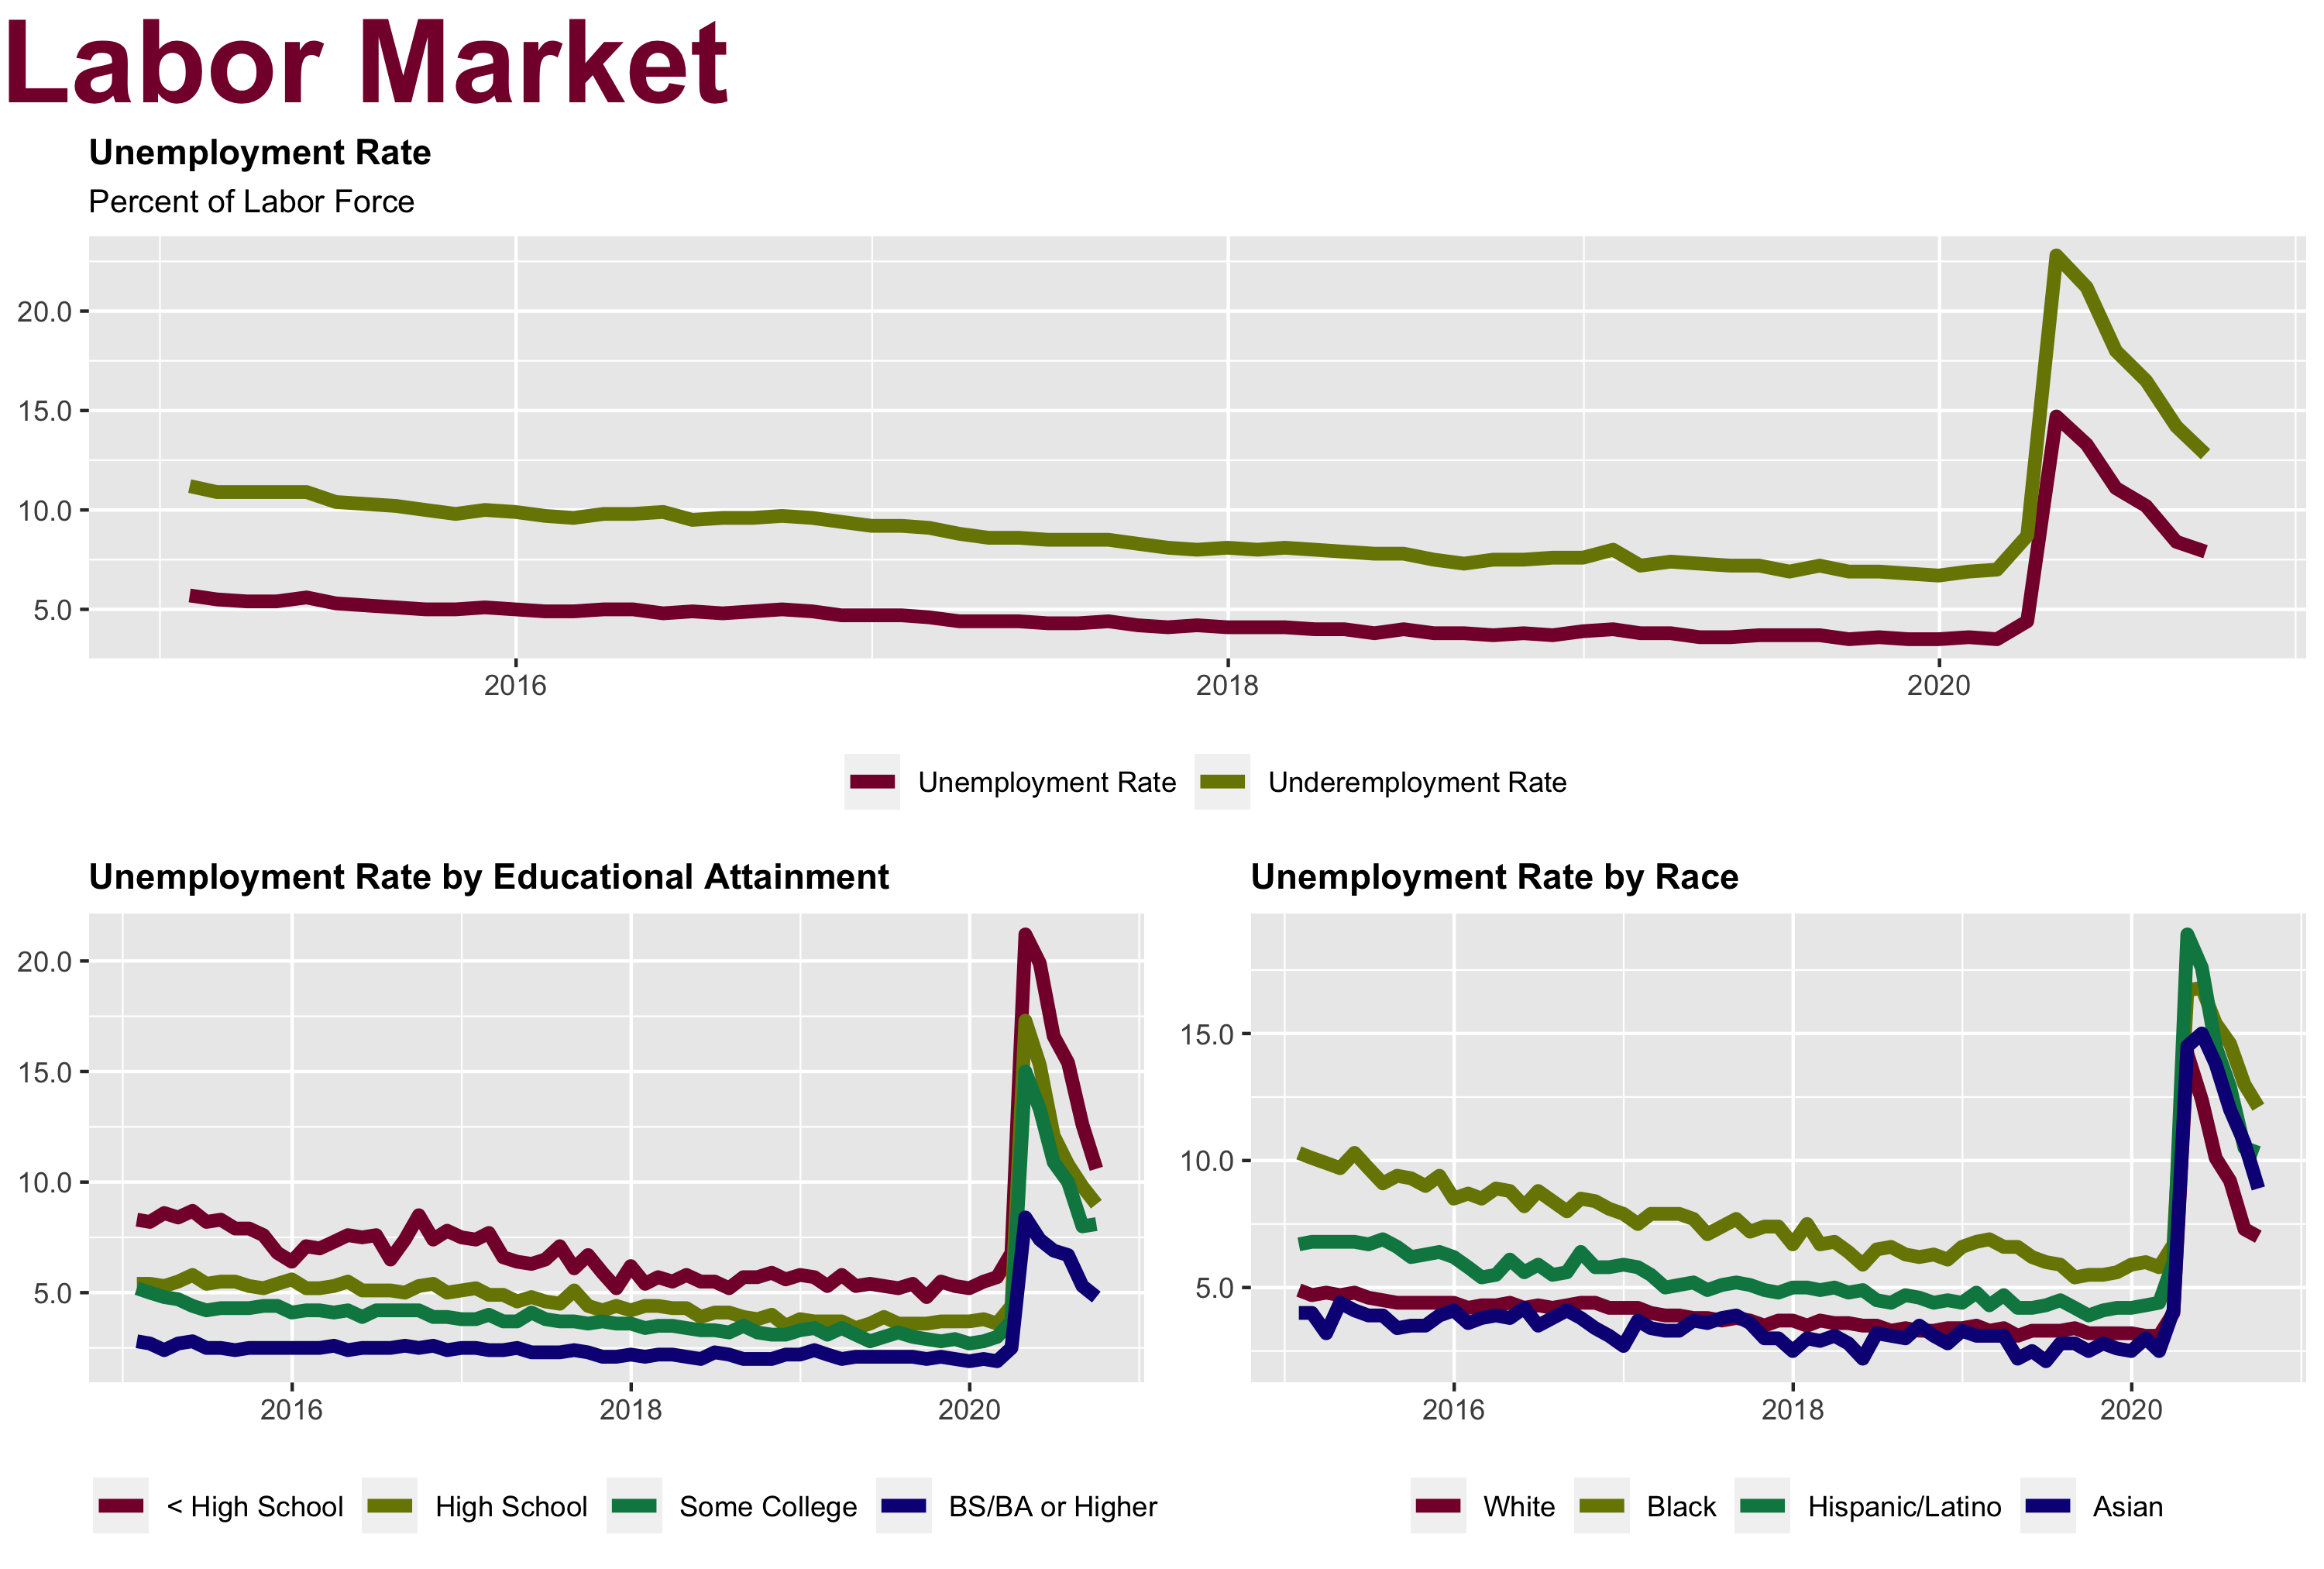 Labor Market
Unemployment Rate
Percent of Labor Force
20.0
15.0
10.0
5.0
2016 2018 2020
Unemployment Rate Underemployment Rate
Unemployment Rate by Educational Attainment
20.0
15.0
10.0
5.0
2016 2018 2020
< High School High School Some College BS/BA or Higher
Unemployment Rate by Race
15.0
10.0
5.0
2016 2018 2020
White Black Hispanic/Latino Asian